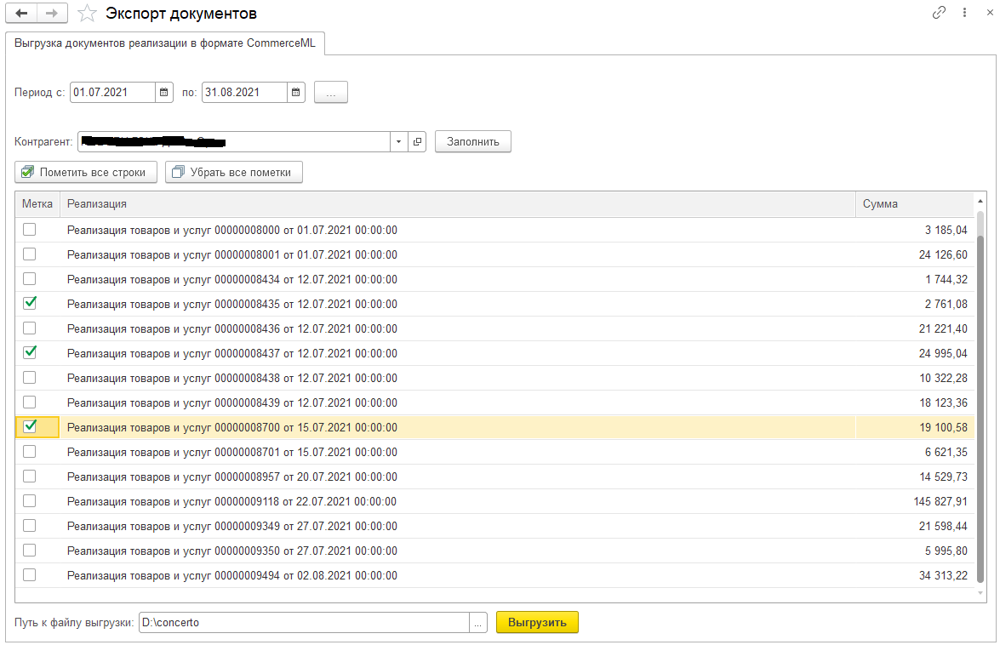 Экспорт документов
Выгрузка документов реализации в формате CommerceML
Период с: 01.07.2021 по: 31.08.2021 ...
Контрагент: Заполнить
Пометить все строки Убрать все пометки
Метка Реализация Сумма
Реализация товаров и услуг 00000008000 от 01.07.2021 00:00:00 3 185,04
Реализация товаров и услуг 00000008001 от 01.07.2021 00:00:00 24 126,60
Реализация товаров и услуг 00000008434 от 12.07.2021 00:00:00 1 744,32
Реализация товаров и услуг 00000008435 от 12.07.2021 00:00:00 2 761,08
Реализация товаров и услуг 00000008436 от 12.07.2021 00:00:00 21 221,40
Реализация товаров и услуг 00000008437 от 12.07.2021 00:00:00 24 995,04
Реализация товаров и услуг 00000008438 от 12.07.2021 00:00:00 10 322,28
Реализация товаров и услуг 00000008439 от 12.07.2021 00:00:00 18 123,36
Реализация товаров и услуг 00000008700 от 15.07.2021 00:00:00 19 100,58
Реализация товаров и услуг 00000008701 от 15.07.2021 00:00:00 6 621,35
Реализация товаров и услуг 00000008957 от 20.07.2021 00:00:00 14 529,73
Реализация товаров и услуг 00000009118 от 22.07.2021 00:00:00 145 827,91
Реализация товаров и услуг 00000009349 от 27.07.2021 00:00:00 21 598,44
Реализация товаров и услуг 00000009350 от 27.07.2021 00:00:00 5 995,80
Реализация товаров и услуг 00000009494 от 02.08.2021 00:00:00 34 313,22
Путь к файлу выгрузки: D:\concerto ... Выгрузить